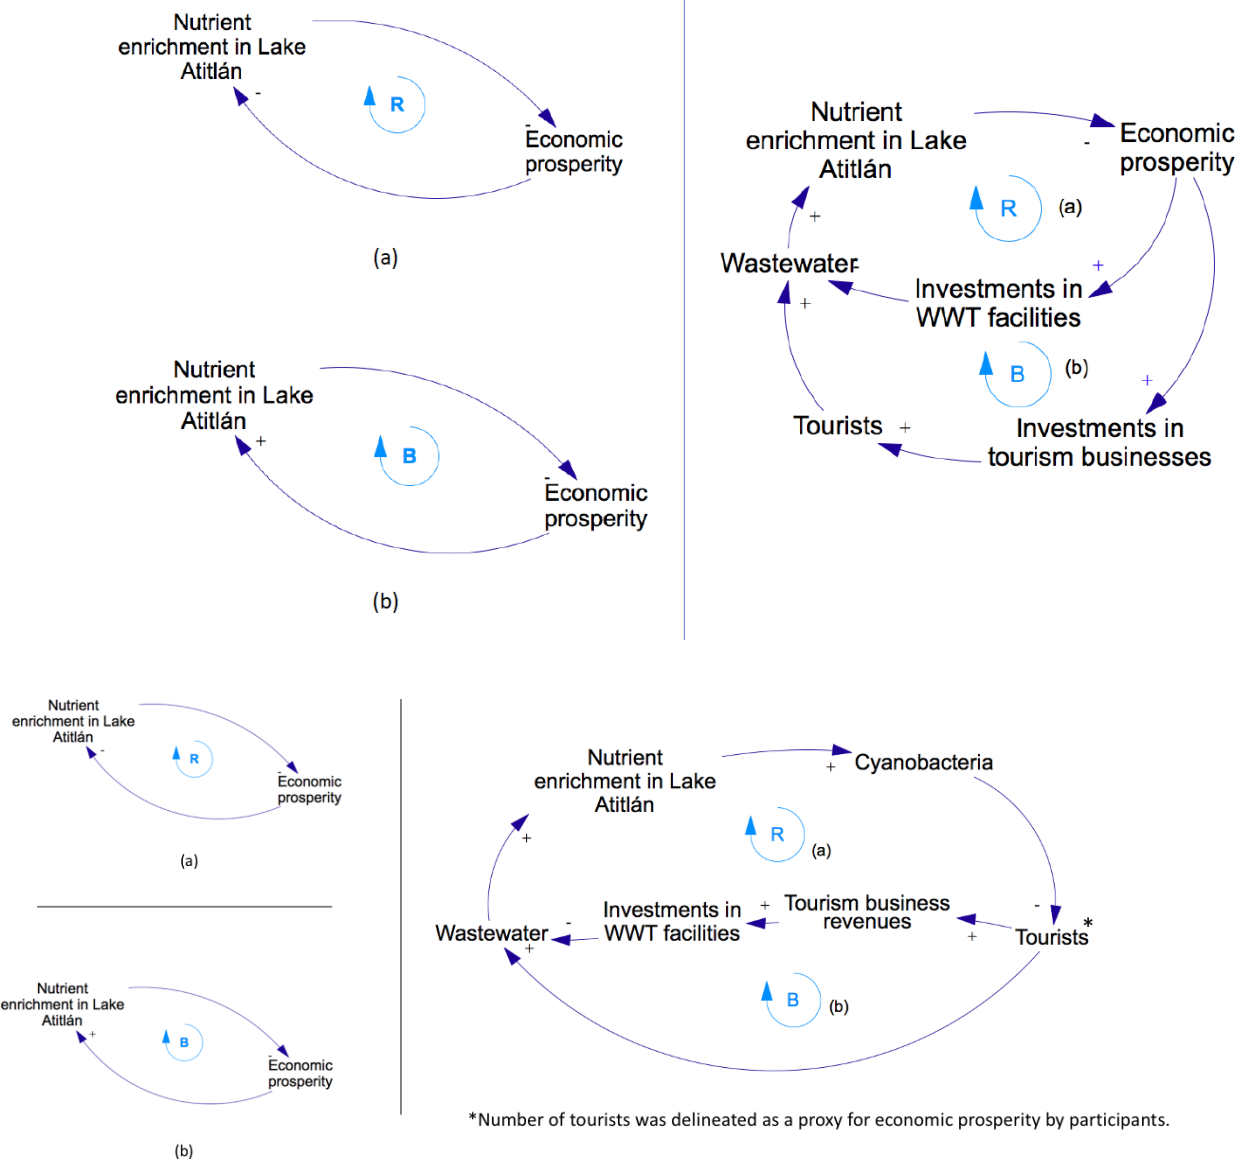 Nutrient
enrichment in Lake
Atitlán
-
R
-
Economic
prosperity
(a)
Nutrient
enrichment in Lake
Atitlán
+
B
-
Economic
prosperity
(b)
Nutrient
enrichment in Lake
Atitlán
-
Economic
prosperity
R
(a)
+
Wastewater
-
+
Investments in
WWT facilities
+
B
(b)
+
Tourists
+
Investments in
tourism businesses
Nutrient
enrichment in Lake
Atitlán
-
R
-
Economic
prosperity
(a)
Nutrient
enrichment in Lake
Atitlán
+
B
-
Economic
prosperity
(b)
Nutrient
enrichment in Lake
Atitlán
+
Cyanobacteria
R
(a)
+
Wastewater
+
-
Investments in
WWT facilities
+
Tourism business
revenues
+
-
Tourists*
B
(b)
*Number of tourists was delineated as a proxy for economic prosperity by participants.